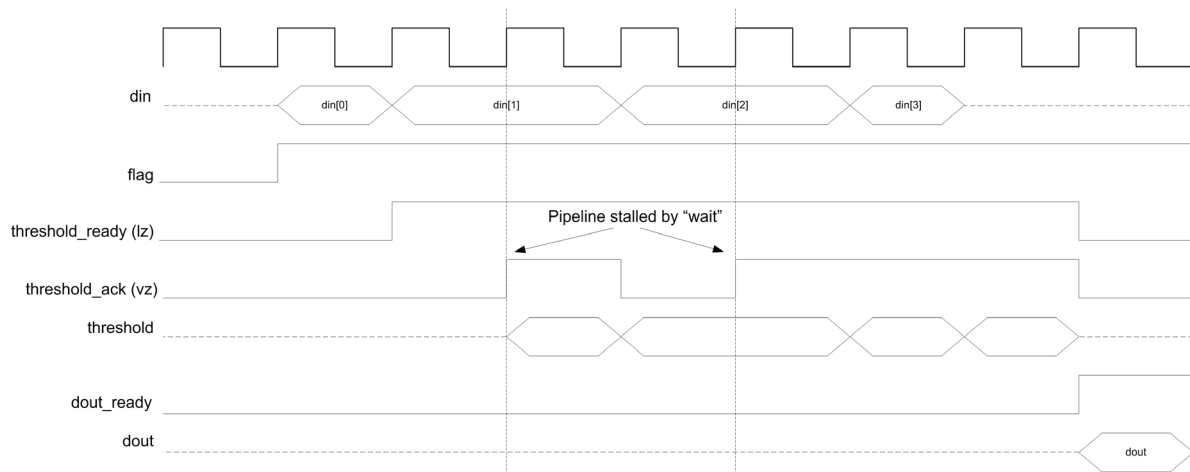 din
din[0]
din[1]
din[2]
din[3]
flag
threshold_ready (lz)
Pipeline stalled by “wait”
threshold_ack (vz)
threshold
dout_ready
dout
dout